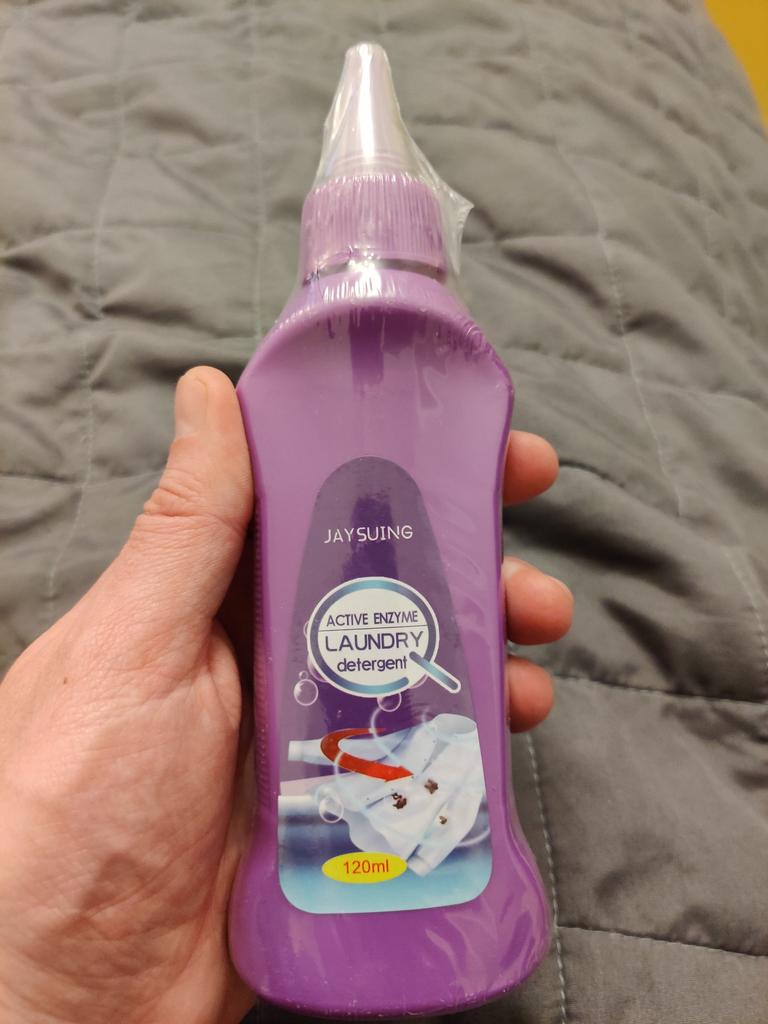 JAYSUING
ACTIVE ENZYME
LAUNDRY
detergent
120ml